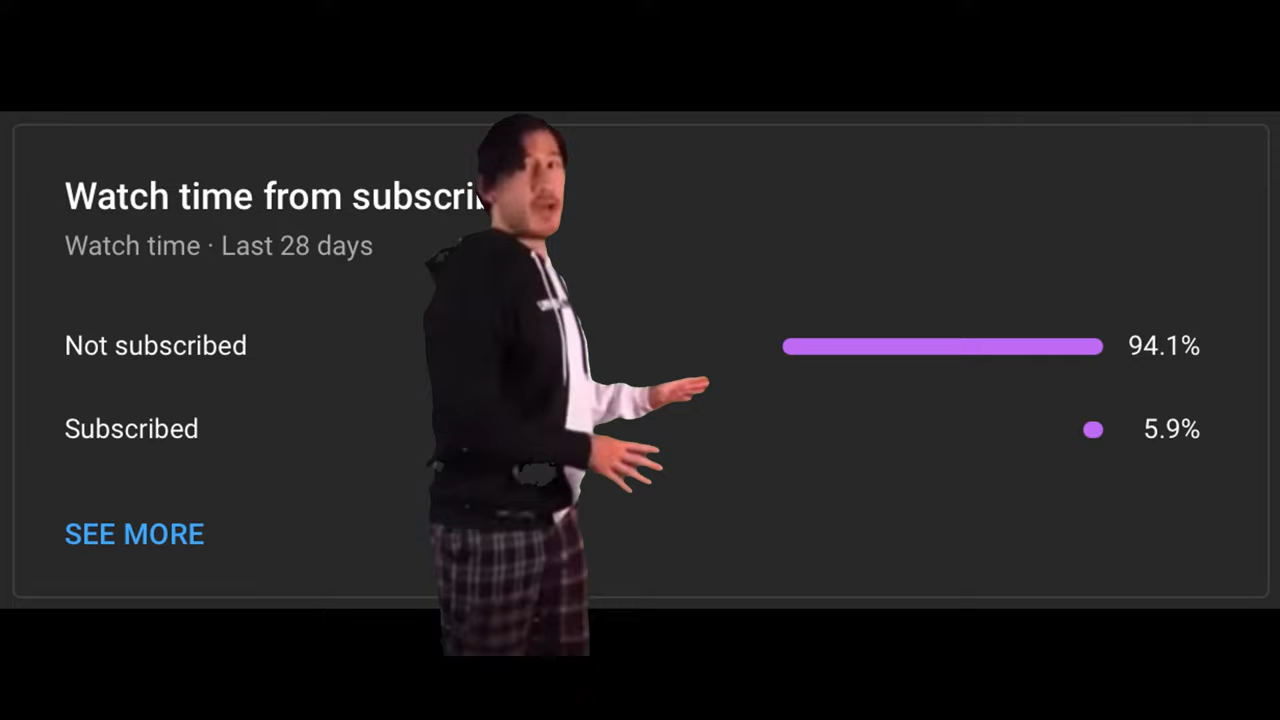 Watch time from subscri
Watch time · Last 28 days
Not subscribed
94.1%
Subscribed
5.9%
SEE MORE